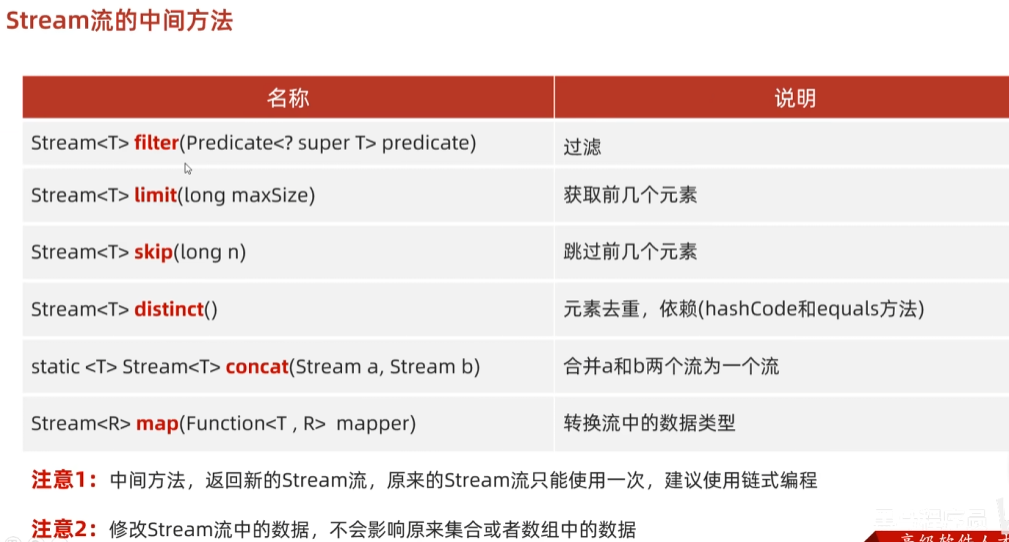 Stream流的中间方法
名称 说明
Stream<T> filter(Predicate<? super T> predicate) 过滤
Stream<T> limit(long maxSize) 获取前几个元素
Stream<T> skip(long n) 跳过前几个元素
Stream<T> distinct() 元素去重，依赖(hashCode和equals方法)
static <T> Stream<T> concat(Stream a, Stream b) 合并a和b两个流为一个流
Stream<R> map(Function<T , R> mapper) 转换流中的数据类型
注意1：中间方法，返回新的Stream流，原来的Stream流只能使用一次，建议使用链式编程
注意2：修改Stream流中的数据，不会影响原来集合或者数组中的数据
高级软件人才